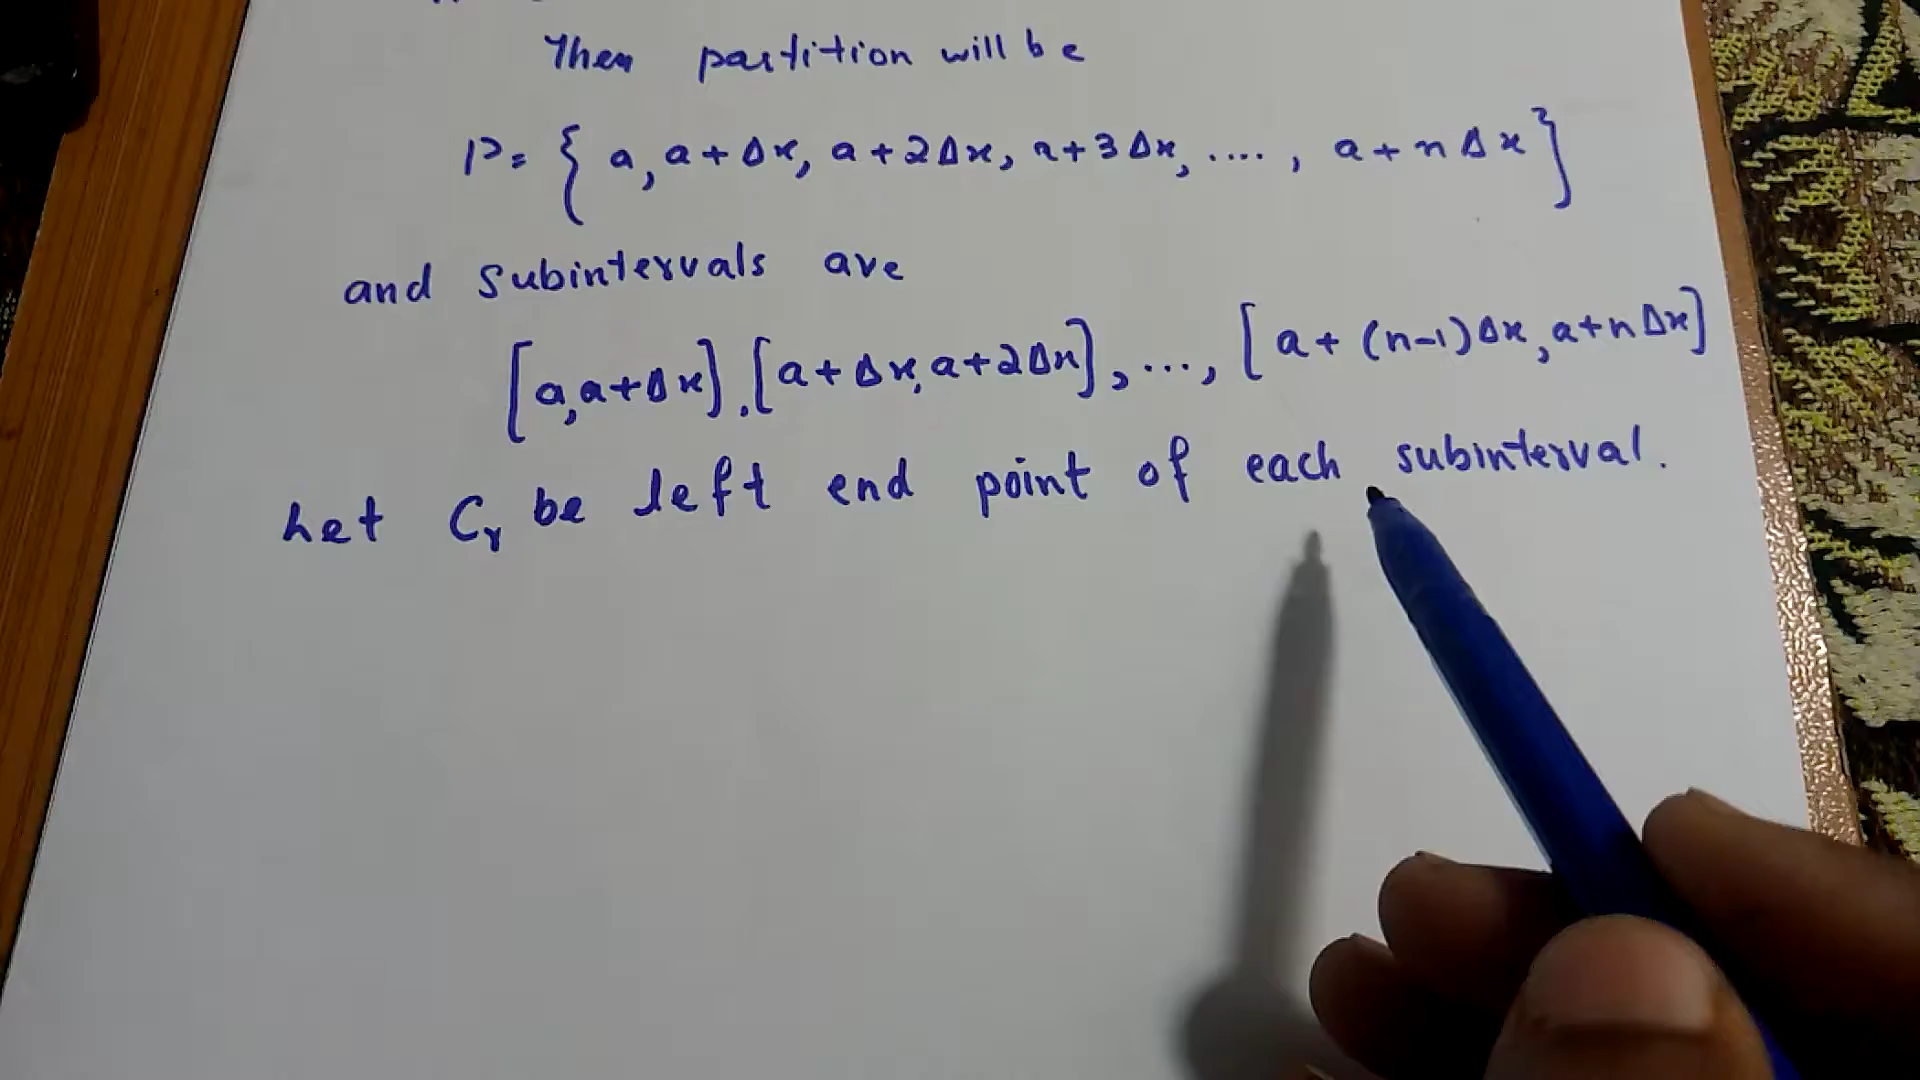 Then partition will be
P = { a, a + Δx, a + 2Δx, a + 3Δx, ...., a + nΔx }
and subintervals are
[a, a + Δx], [a + Δx, a + 2Δx], ..., [a + (n-1)Δx, a + nΔx]
Let Cr be left end point of each subinterval.